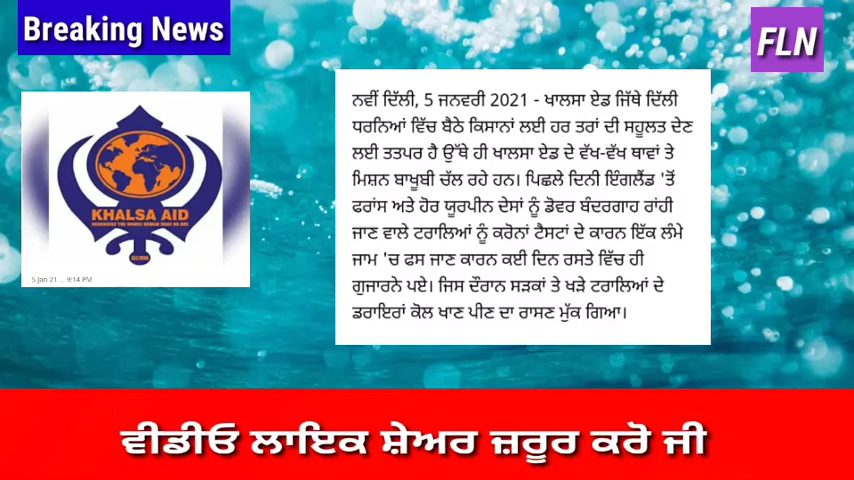 Breaking News
FLN
KHALSA AID
RECOGNISE THE WHOLE HUMAN RACE AS ONE
EST.1999
5 Jan 21 .. 9:14 PM
ਨਵੀਂ ਦਿੱਲੀ, 5 ਜਨਵਰੀ 2021 - ਖਾਲਸਾ ਏਡ ਜਿੱਥੇ ਦਿੱਲੀ
ਧਰਨਿਆਂ ਵਿੱਚ ਬੈਠੇ ਕਿਸਾਨਾਂ ਲਈ ਹਰ ਤਰਾਂ ਦੀ ਸਹੂਲਤ ਦੇਣ
ਲਈ ਤਤਪਰ ਹੈ ਉੱਥੇ ਹੀ ਖਾਲਸਾ ਏਡ ਦੇ ਵੱਖ-ਵੱਖ ਥਾਵਾਂ ਤੇ
ਮਿਸ਼ਨ ਬਾਖੂਬੀ ਚੱਲ ਰਹੇ ਹਨ। ਪਿਛਲੇ ਦਿਨੀ ਇੰਗਲੈਂਡ 'ਤੋਂ
ਫਰਾਂਸ ਅਤੇ ਹੋਰ ਯੂਰਪੀਨ ਦੇਸਾਂ ਨੂੰ ਡੋਵਰ ਬੰਦਰਗਾਹ ਰਾਂਹੀ
ਜਾਣ ਵਾਲੇ ਟਰਾਲਿਆਂ ਨੂੰ ਕਰੋਨਾਂ ਟੈਸਟਾਂ ਦੇ ਕਾਰਨ ਇੱਕ ਲੰਮੇ
ਜਾਮ 'ਚ ਫਸ ਜਾਣ ਕਾਰਨ ਕਈ ਦਿਨ ਰਸਤੇ ਵਿੱਚ ਹੀ
ਗੁਜਾਰਨੇ ਪਏ। ਜਿਸ ਦੌਰਾਨ ਸੜਕਾਂ ਤੇ ਖੜੇ ਟਰਾਲਿਆਂ ਦੇ
ਡਰਾਇਰਾਂ ਕੋਲ ਖਾਣ ਪੀਣ ਦਾ ਰਾਸਣ ਮੁੱਕ ਗਿਆ।
ਵੀਡੀਓ ਲਾਇਕ ਸ਼ੇਅਰ ਜ਼ਰੂਰ ਕਰੋ ਜੀ